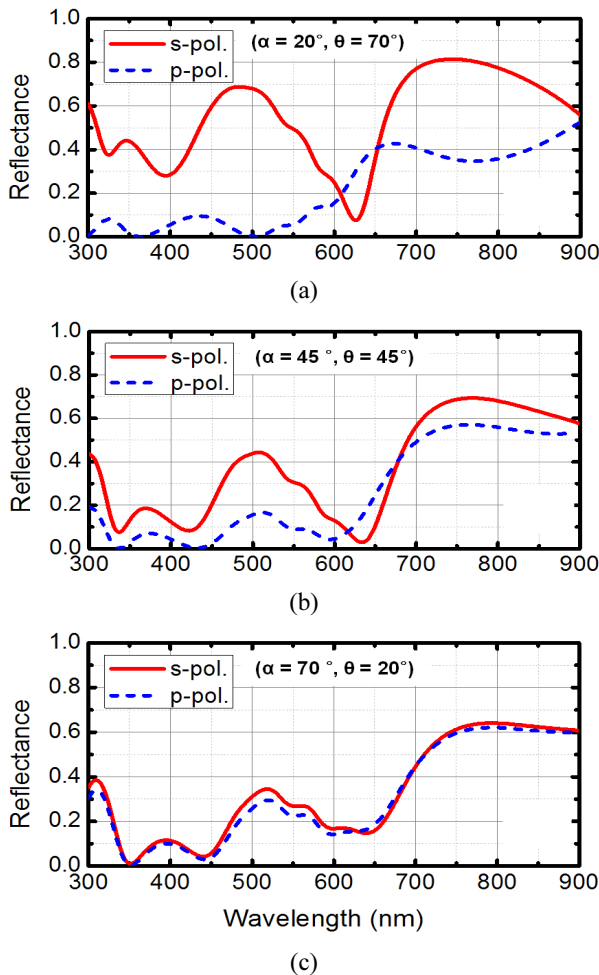 1.0
0.8
0.6
0.4
0.2
0.0
Reflectance
s-pol.
p-pol.
(α = 20°, θ = 70°)
300 400 500 600 700 800 900
(a)
1.0
0.8
0.6
0.4
0.2
0.0
Reflectance
s-pol.
p-pol.
(α = 45 °, θ = 45°)
300 400 500 600 700 800 900
(b)
1.0
0.8
0.6
0.4
0.2
0.0
Reflectance
s-pol.
p-pol.
(α = 70 °, θ = 20°)
300 400 500 600 700 800 900
Wavelength (nm)
(c)